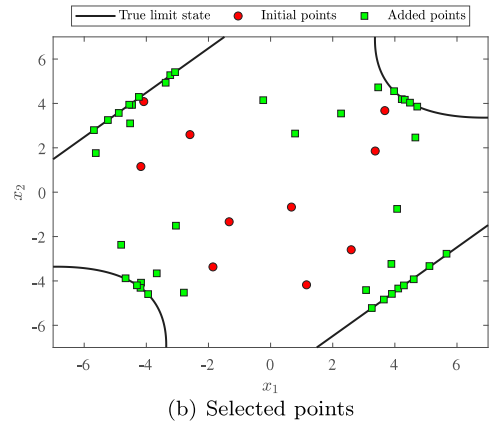 True limit state Initial points Added points
6
4
2
0
-2
-4
-6
x2
-6 -4 -2 0 2 4 6
x1
(b) Selected points